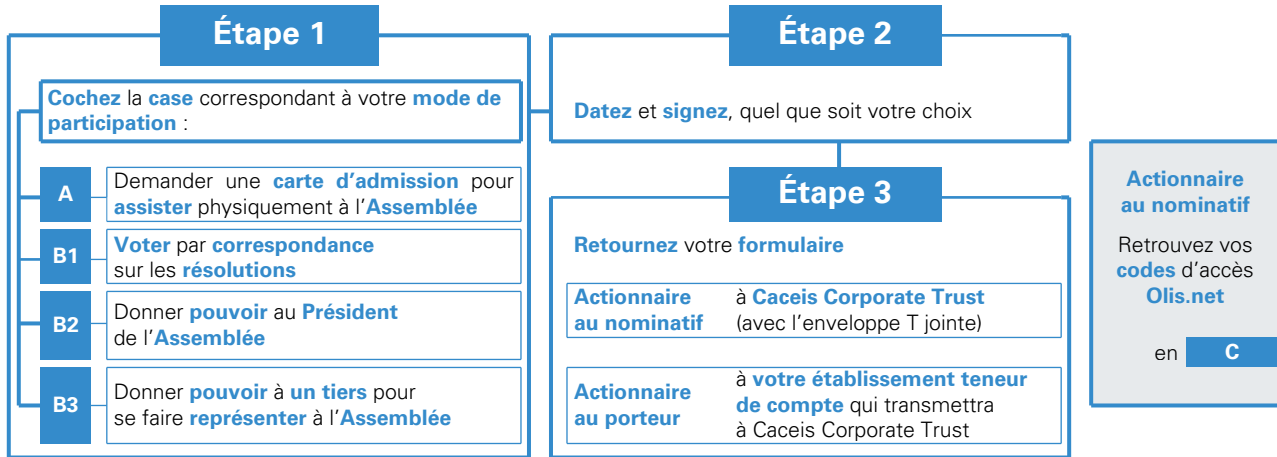 Étape 1
Cochez la case correspondant à votre mode de
participation :
A
Demander une carte d'admission pour
assister physiquement à l'Assemblée
B1
Voter par correspondance
sur les résolutions
B2
Donner pouvoir au Président
de l'Assemblée
B3
Donner pouvoir à un tiers pour
se faire représenter à l'Assemblée
Étape 2
Datez et signez, quel que soit votre choix
Étape 3
Retournez votre formulaire
Actionnaire
au nominatif
à Caceis Corporate Trust
(avec l'enveloppe T jointe)
Actionnaire
au porteur
à votre établissement teneur
de compte qui transmettra
à Caceis Corporate Trust
Actionnaire
au nominatif
Retrouvez vos
codes d'accès
Olis.net
en C